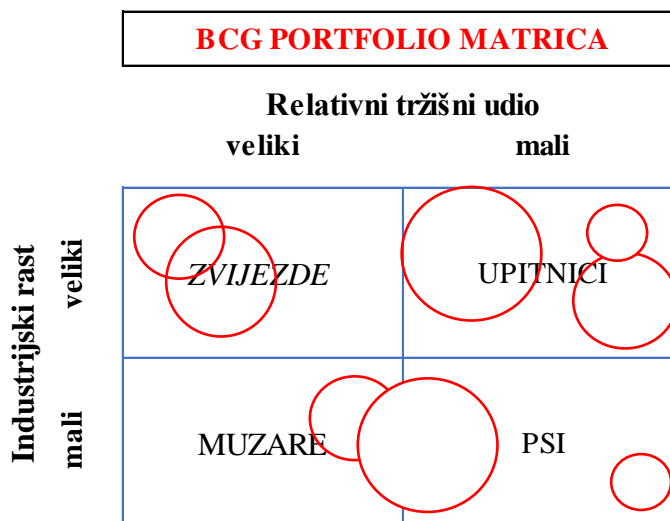 BCG PORTFOLIO MATRICA
Relativni tržišni udio
veliki mali
Industrijski rast
veliki
mali
ZVIJEZDE UPITNICI
MUZARE PSI